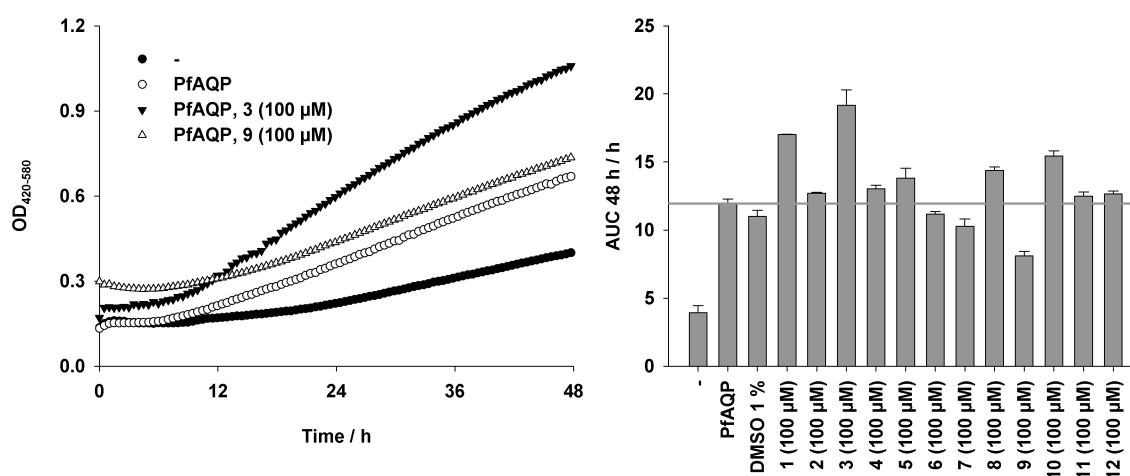 1.2
0.9
0.6
0.3
0.0
OD420-580
-
PfAQP
PfAQP, 3 (100 µM)
PfAQP, 9 (100 µM)
0 12 24 36 48
Time / h
25
20
15
10
5
0
AUC 48 h / h
-
PfAQP
DMSO 1 %
1 (100 µM)
2 (100 µM)
3 (100 µM)
4 (100 µM)
5 (100 µM)
6 (100 µM)
7 (100 µM)
8 (100 µM)
9 (100 µM)
10 (100 µM)
11 (100 µM)
12 (100 µM)